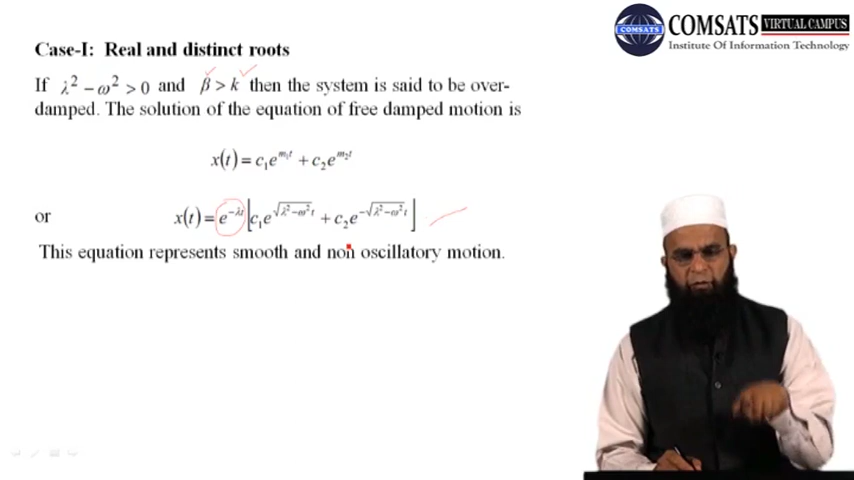 COMSATS VIRTUAL CAMPUS
Institute Of Information Technology
Case-I: Real and distinct roots
If λ² − ω² > 0 and β > k then the system is said to be over-
damped. The solution of the equation of free damped motion is
x(t) = c₁e^{m₁t} + c₂e^{m₂t}
or x(t) = e^{−λt} [c₁e^{√(λ²−ω²) t} + c₂e^{−√(λ²−ω²) t}]
This equation represents smooth and non oscillatory motion.